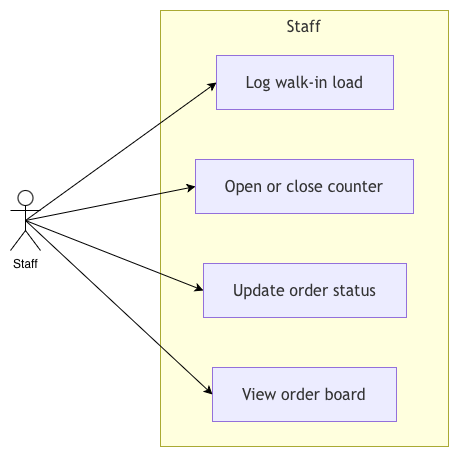 Staff
Log walk-in load
Open or close counter
Staff
Update order status
View order board